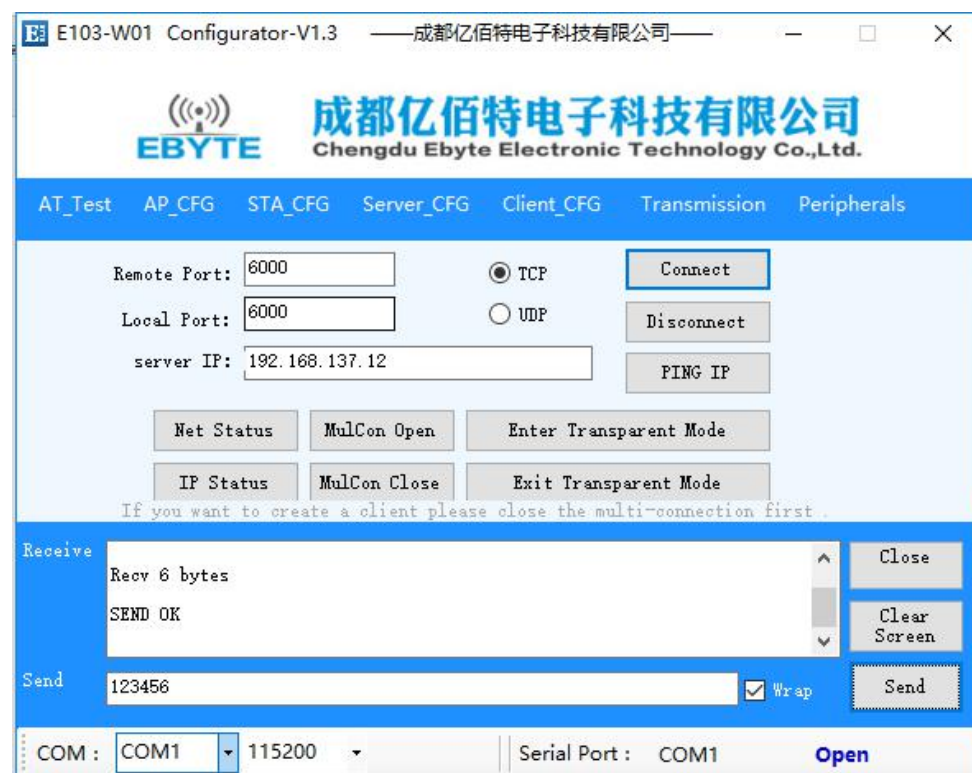 E103-W01 Configurator-V1.3 ——成都亿佰特电子科技有限公司——
EBYTE
成都亿佰特电子科技有限公司
Chengdu Ebyte Electronic Technology Co.,Ltd.
AT_Test AP_CFG STA_CFG Server_CFG Client_CFG Transmission Peripherals
Remote Port: 6000 TCP Connect
Local Port: 6000 UDP Disconnect
server IP: 192.168.137.12 PING IP
Net Status MulCon Open Enter Transparent Mode
IP Status MulCon Close Exit Transparent Mode
If you want to create a client please close the multi-connection first .
Receive
Recv 6 bytes
SEND OK
Close
Clear
Screen
Send 123456 Wrap Send
COM : COM1 115200 Serial Port : COM1 Open